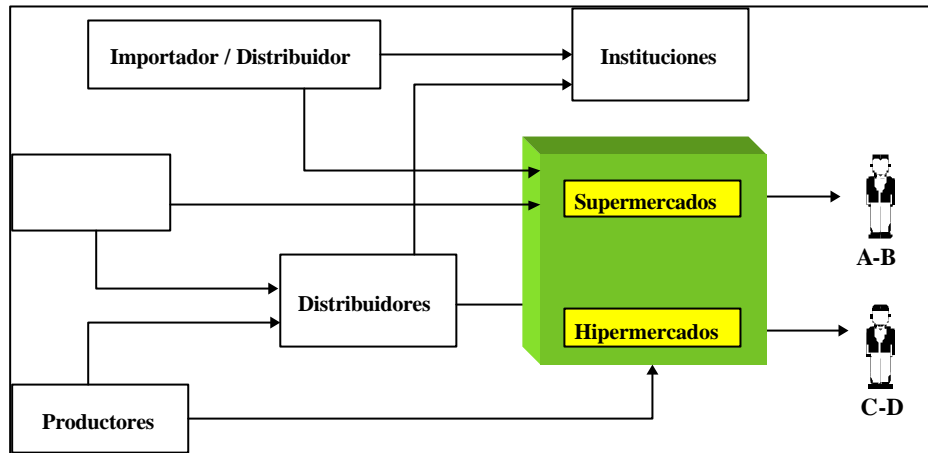 Importador / Distribuidor
Instituciones
Supermercados
A-B
Distribuidores
Hipermercados
C-D
Productores